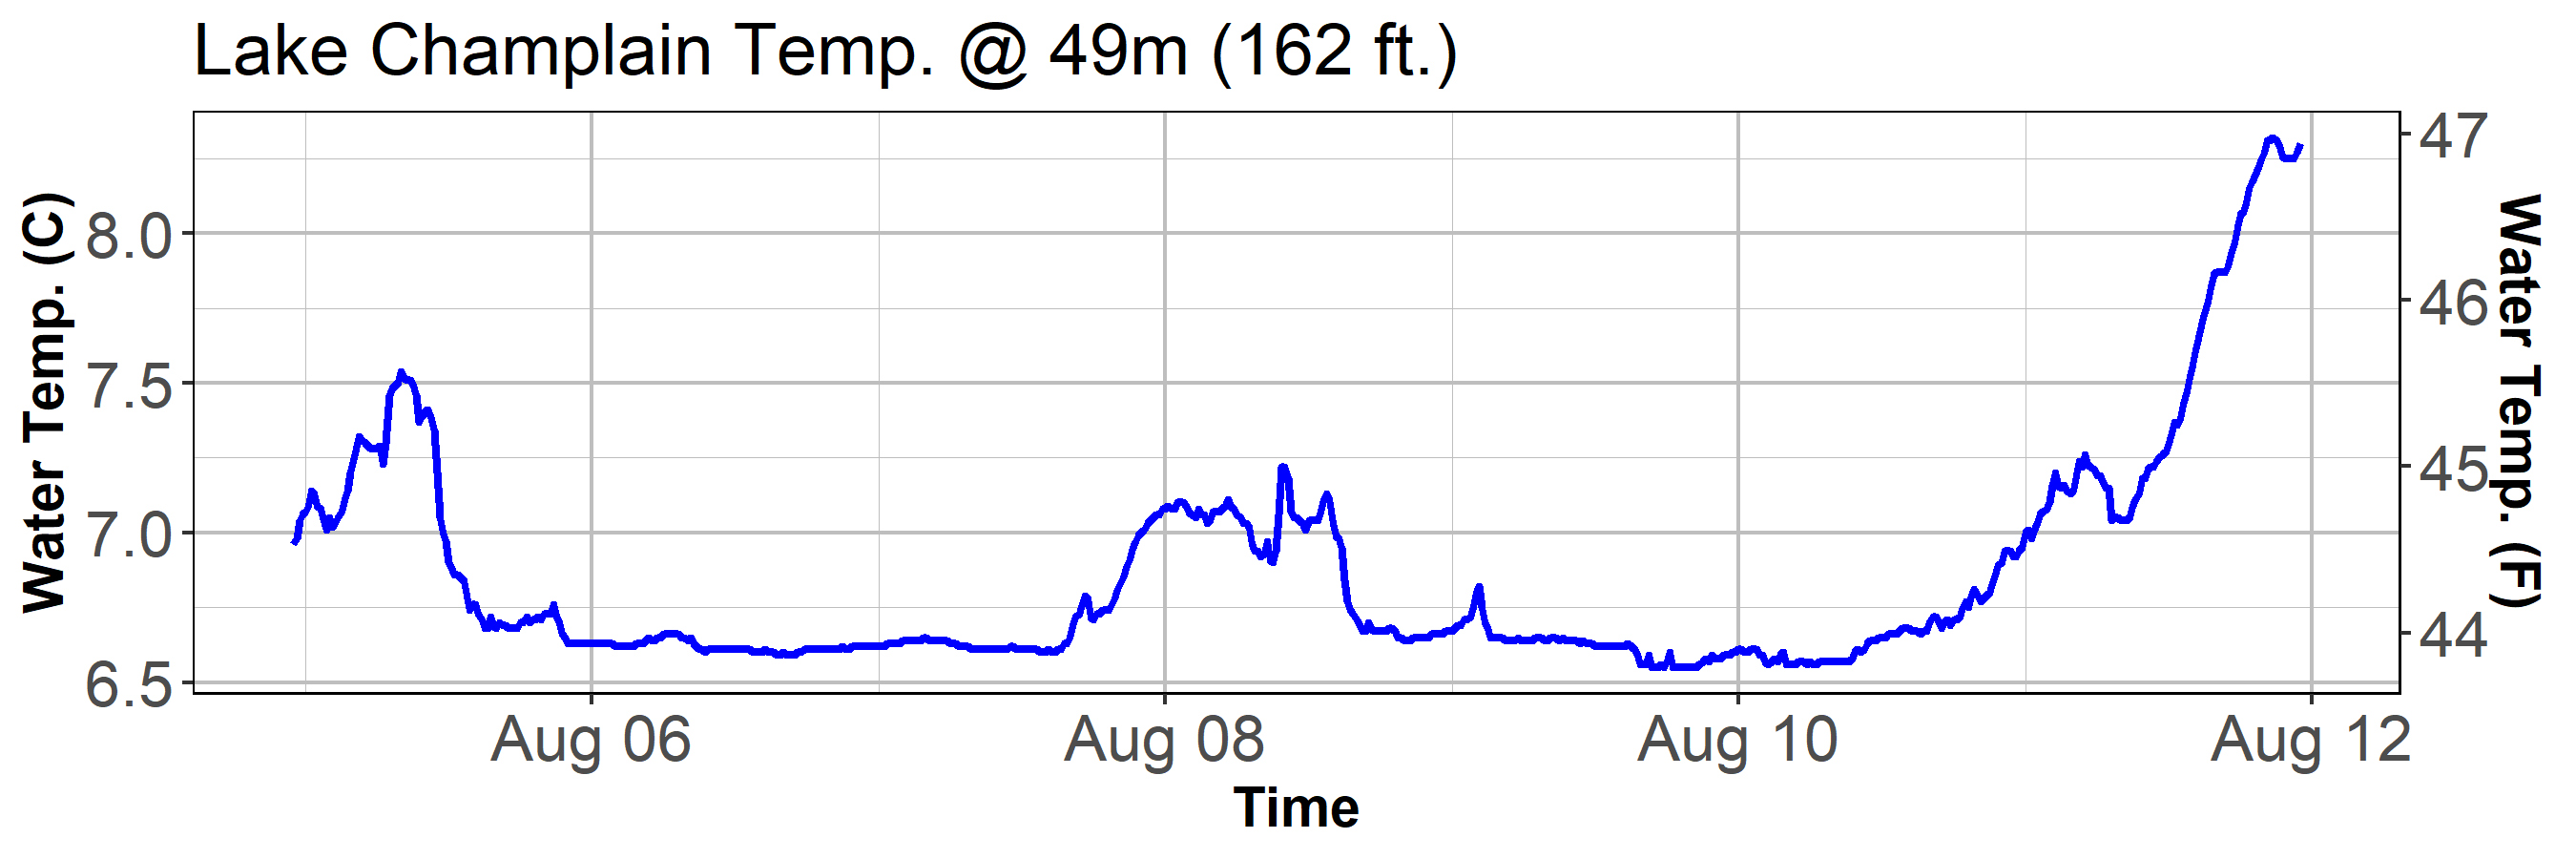 Lake Champlain Temp. @ 49m (162 ft.)
Water Temp. (C)
8.0
7.5
7.0
6.5
47
46
45
44
Water Temp. (F)
Aug 06 Aug 08 Aug 10 Aug 12
Time